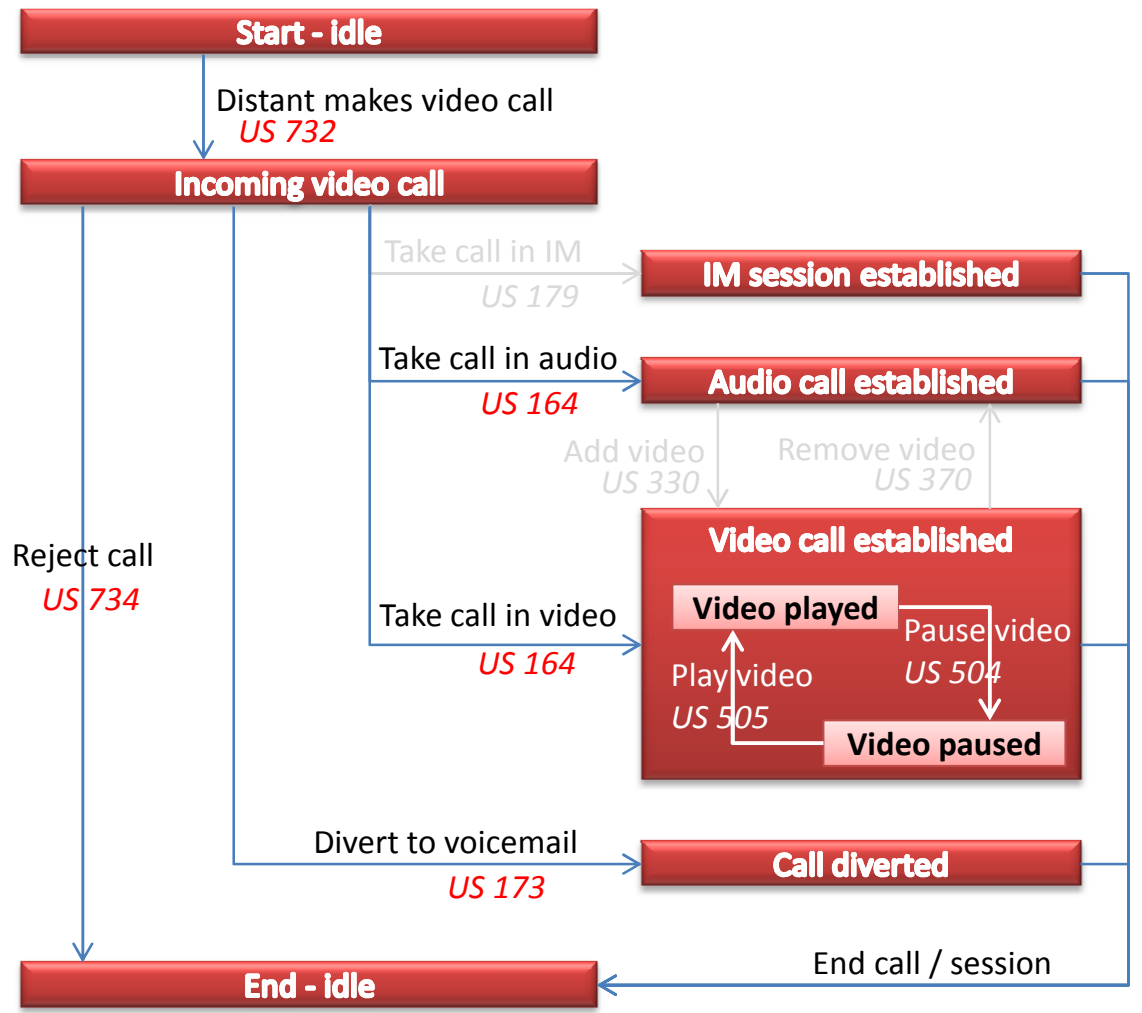 Start - idle
Distant makes video call
US 732
Incoming video call
Take call in IM
US 179
IM session established
Take call in audio
US 164
Audio call established
Add video
US 330
Remove video
US 370
Video call established
Reject call
US 734
Take call in video
US 164
Video played
Pause video
US 504
Play video
US 505
Video paused
Divert to voicemail
US 173
Call diverted
End call / session
End - idle